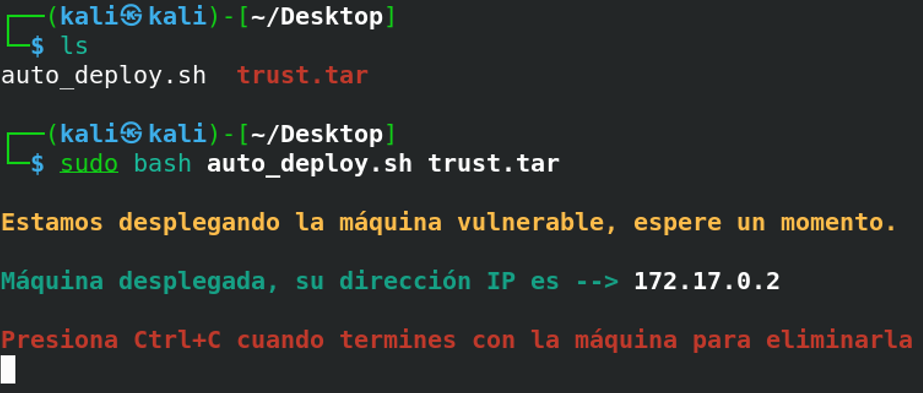 ┌──(kali㉿kali)-[~/Desktop]
└─$ ls
auto_deploy.sh  trust.tar
┌──(kali㉿kali)-[~/Desktop]
└─$ sudo bash auto_deploy.sh trust.tar
Estamos desplegando la máquina vulnerable, espere un momento.
Máquina desplegada, su dirección IP es --> 172.17.0.2
Presiona Ctrl+C cuando termines con la máquina para eliminarla